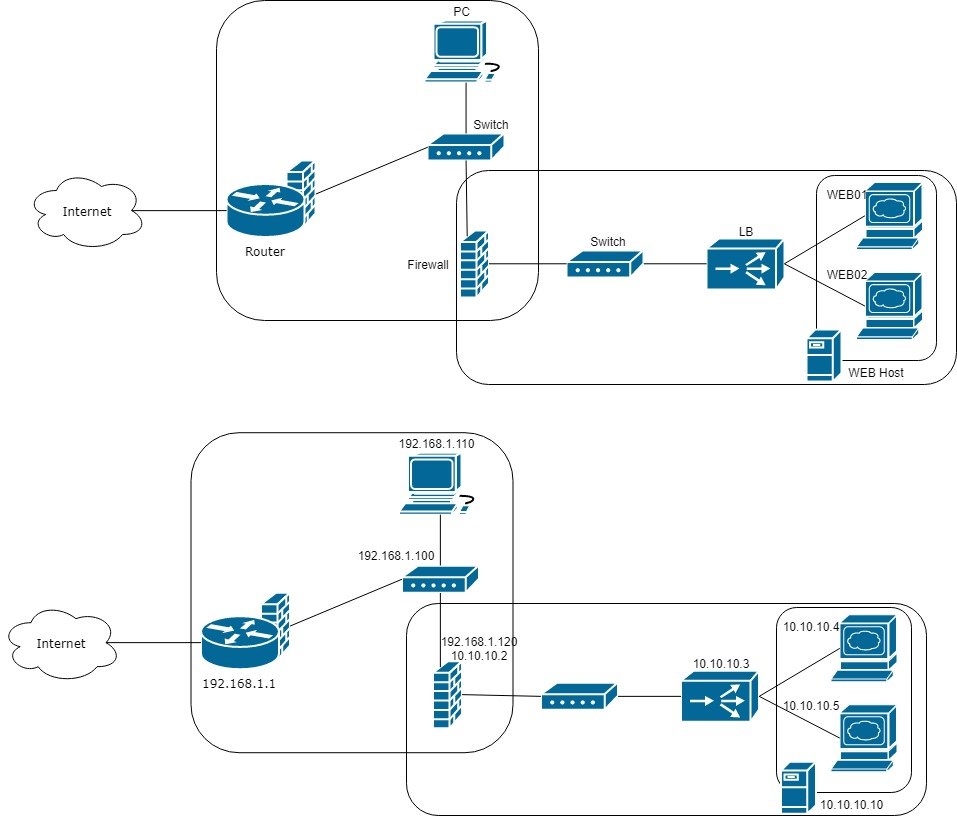 PC
Switch
Internet
Router
Firewall
Switch
LB
WEB01
WEB02
WEB Host
192.168.1.110
192.168.1.100
Internet
192.168.1.1
192.168.1.120
10.10.10.2
10.10.10.3
10.10.10.4
10.10.10.5
10.10.10.10